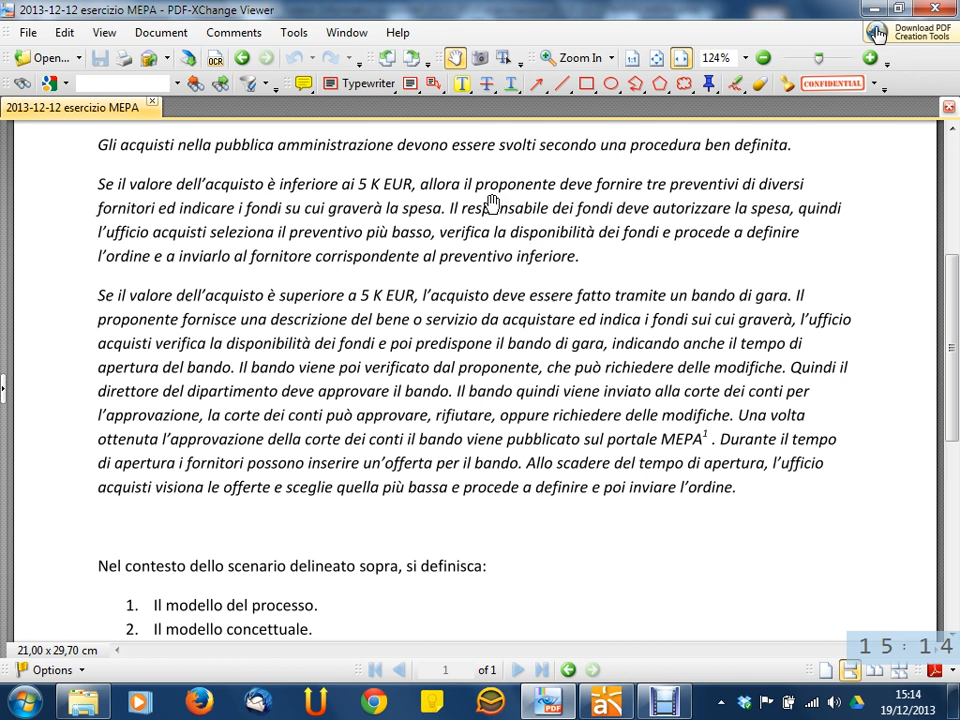 2013-12-12 esercizio MEPA - PDF-XChange Viewer
File Edit View Document Comments Tools Window Help
Download PDF
Creation Tools
Open... OCR Zoom In 124%
Typewriter T T T CONFIDENTIAL
2013-12-12 esercizio MEPA
Gli acquisti nella pubblica amministrazione devono essere svolti secondo una procedura ben definita.
Se il valore dell'acquisto è inferiore ai 5 K EUR, allora il proponente deve fornire tre preventivi di diversi
fornitori ed indicare i fondi su cui graverà la spesa. Il responsabile dei fondi deve autorizzare la spesa, quindi
l'ufficio acquisti seleziona il preventivo più basso, verifica la disponibilità dei fondi e procede a definire
l'ordine e a inviarlo al fornitore corrispondente al preventivo inferiore.
Se il valore dell'acquisto è superiore a 5 K EUR, l'acquisto deve essere fatto tramite un bando di gara. Il
proponente fornisce una descrizione del bene o servizio da acquistare ed indica i fondi sui cui graverà, l'ufficio
acquisti verifica la disponibilità dei fondi e poi predispone il bando di gara, indicando anche il tempo di
apertura del bando. Il bando viene poi verificato dal proponente, che può richiedere delle modifiche. Quindi il
direttore del dipartimento deve approvare il bando. Il bando quindi viene inviato alla corte dei conti per
l'approvazione, la corte dei conti può approvare, rifiutare, oppure richiedere delle modifiche. Una volta
ottenuta l'approvazione della corte dei conti il bando viene pubblicato sul portale MEPA1 . Durante il tempo
di apertura i fornitori possono inserire un'offerta per il bando. Allo scadere del tempo di apertura, l'ufficio
acquisti visiona le offerte e sceglie quella più bassa e procede a definire e poi inviare l'ordine.
Nel contesto dello scenario delineato sopra, si definisca:
1. Il modello del processo.
2. Il modello concettuale.
21,00 x 29,70 cm
15:14
Options 1 of 1
PDF
15:14
19/12/2013